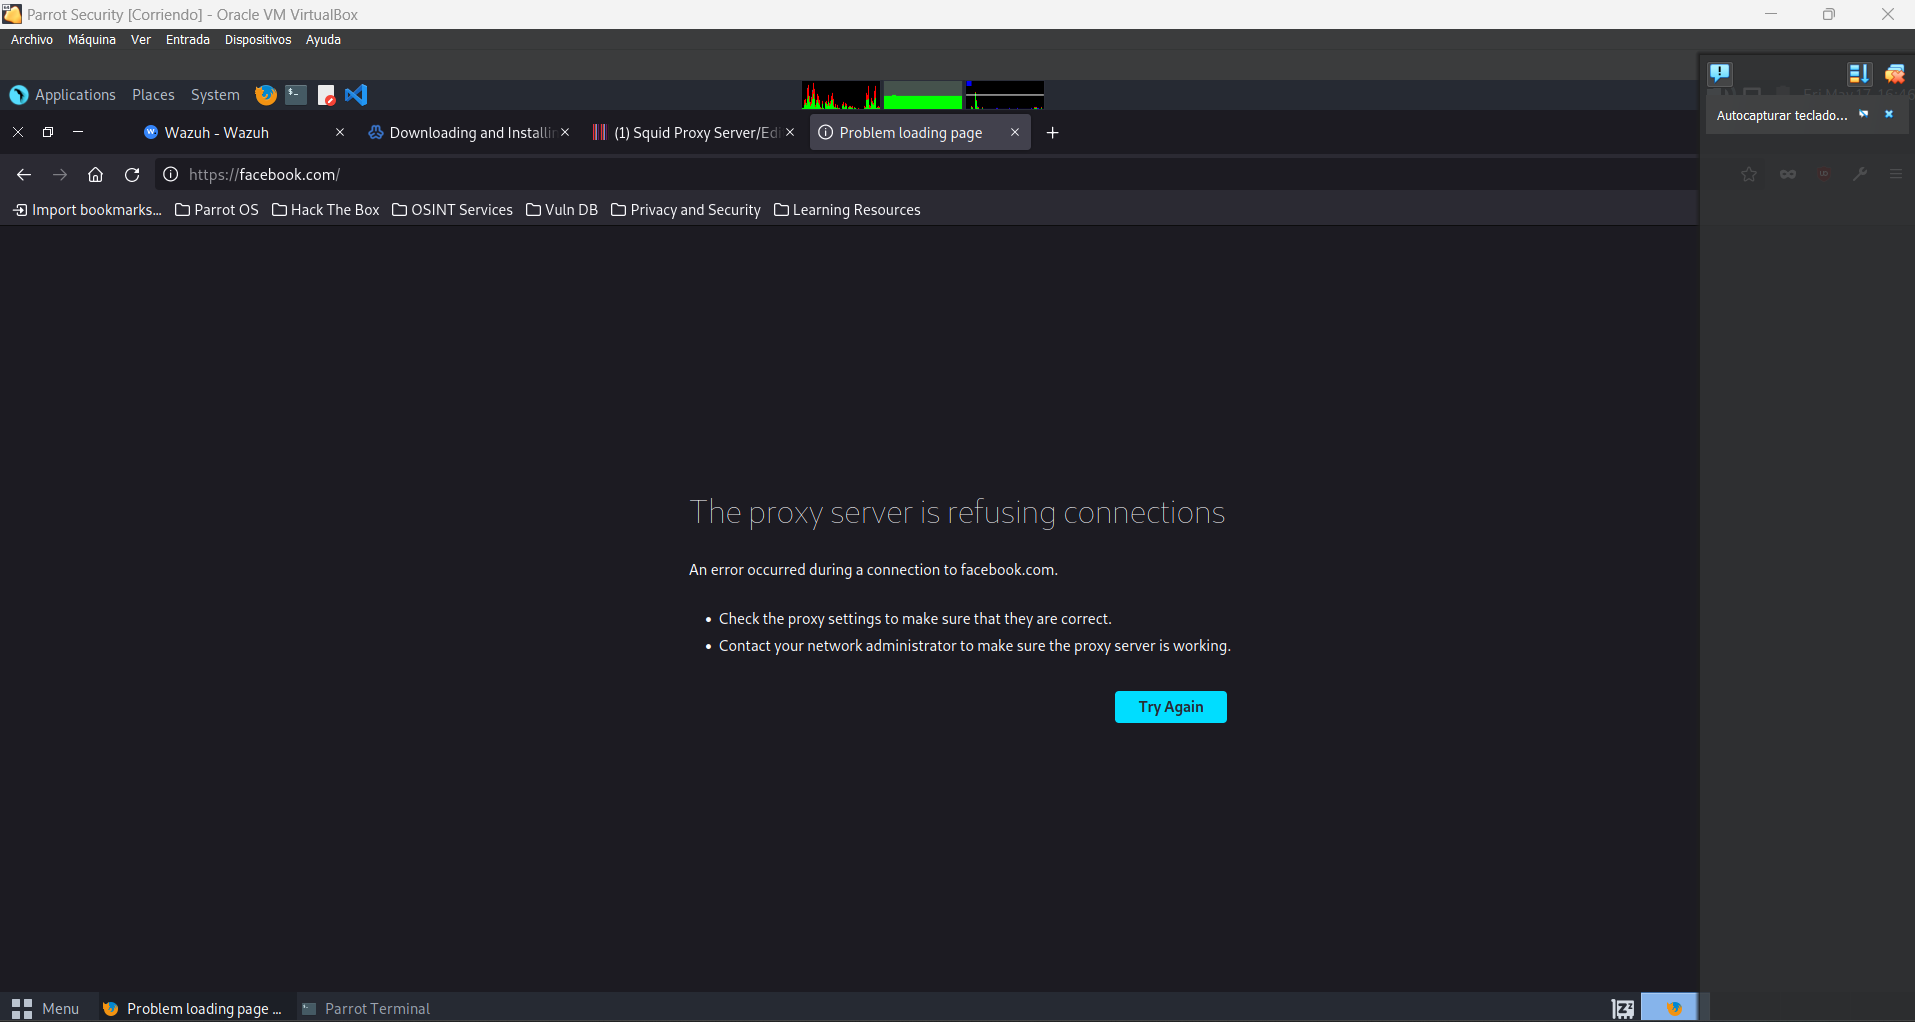 Parrot Security [Corriendo] - Oracle VM VirtualBox
Archivo Máquina Ver Entrada Dispositivos Ayuda
Applications Places System
Autocapturar teclado...
Wazuh - Wazuh
Downloading and Installin
(1) Squid Proxy Server/Edi
Problem loading page
https://facebook.com/
Import bookmarks...
Parrot OS
Hack The Box
OSINT Services
Vuln DB
Privacy and Security
Learning Resources
The proxy server is refusing connections
An error occurred during a connection to facebook.com.
• Check the proxy settings to make sure that they are correct.
• Contact your network administrator to make sure the proxy server is working.
Try Again
Menu
Problem loading page ...
Parrot Terminal